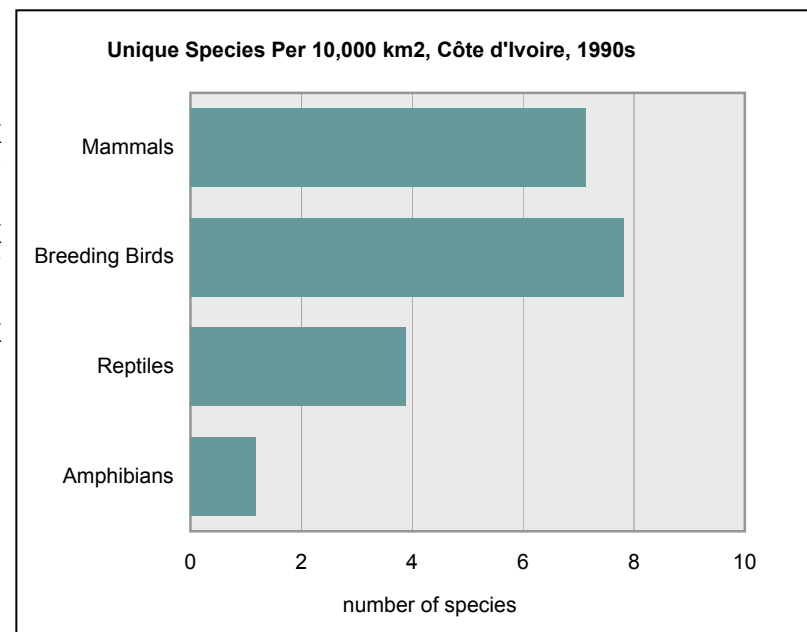 Unique Species Per 10,000 km2, Côte d'Ivoire, 1990s
Mammals
Breeding Birds
Reptiles
Amphibians
0 2 4 6 8 10
number of species